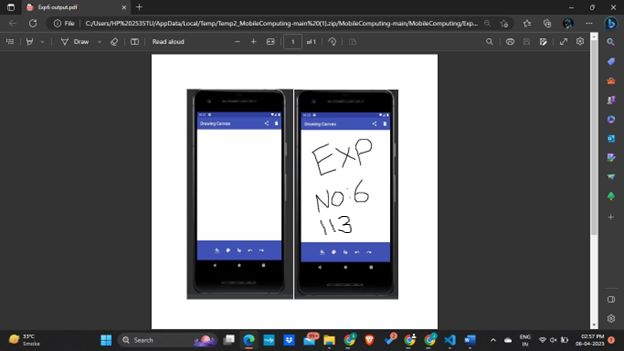 Exp6 output.pdf
File
C:/Users/HP%202535TU/AppData/Local/Temp/Temp2_MobileComputing-main%20(1).zip/MobileComputing-main/MobileComputing/Exp...
Draw
Read aloud
1
of 1
Drawing Canvas
Drawing Canvas
EXP
NO:6
113
33°C
Smoke
Search
ENG
IN
02:57 PM
06-04-2023